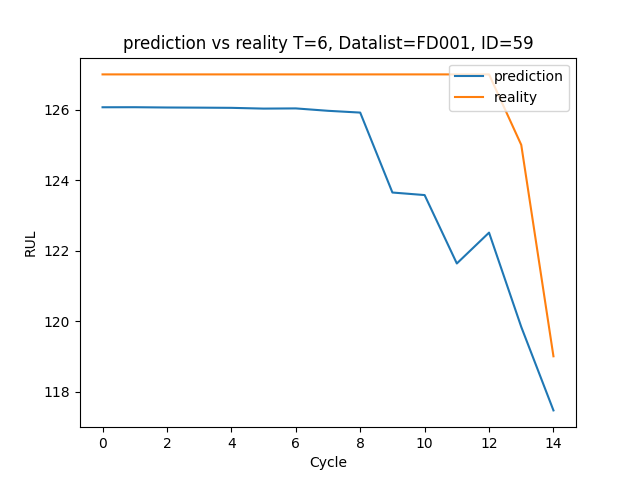 prediction vs reality T=6, Datalist=FD001, ID=59
prediction
reality
126
124
122
120
118
RUL
0 2 4 6 8 10 12 14
Cycle